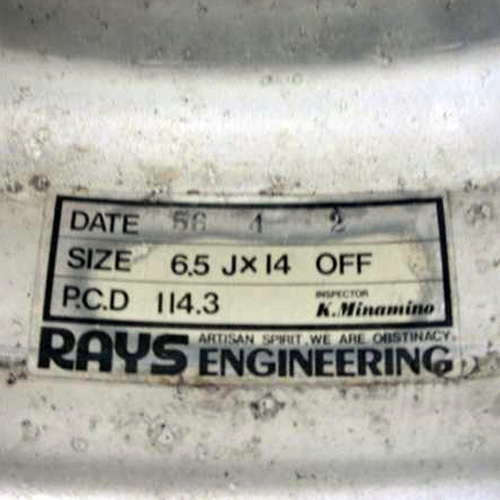 DATE 56 4 2
SIZE 6.5 J×14 OFF
P.C.D 114.3
INSPECTOR
K.Minamino
RAYS ENGINEERING
ARTISAN SPIRIT, WE ARE OBSTINACY.